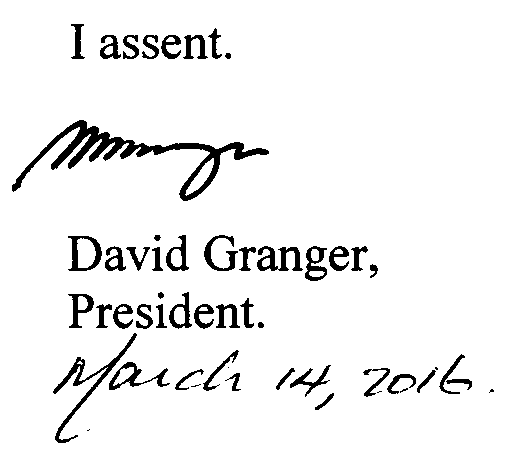 I assent.
David Granger,
President.
March 14, 2016.